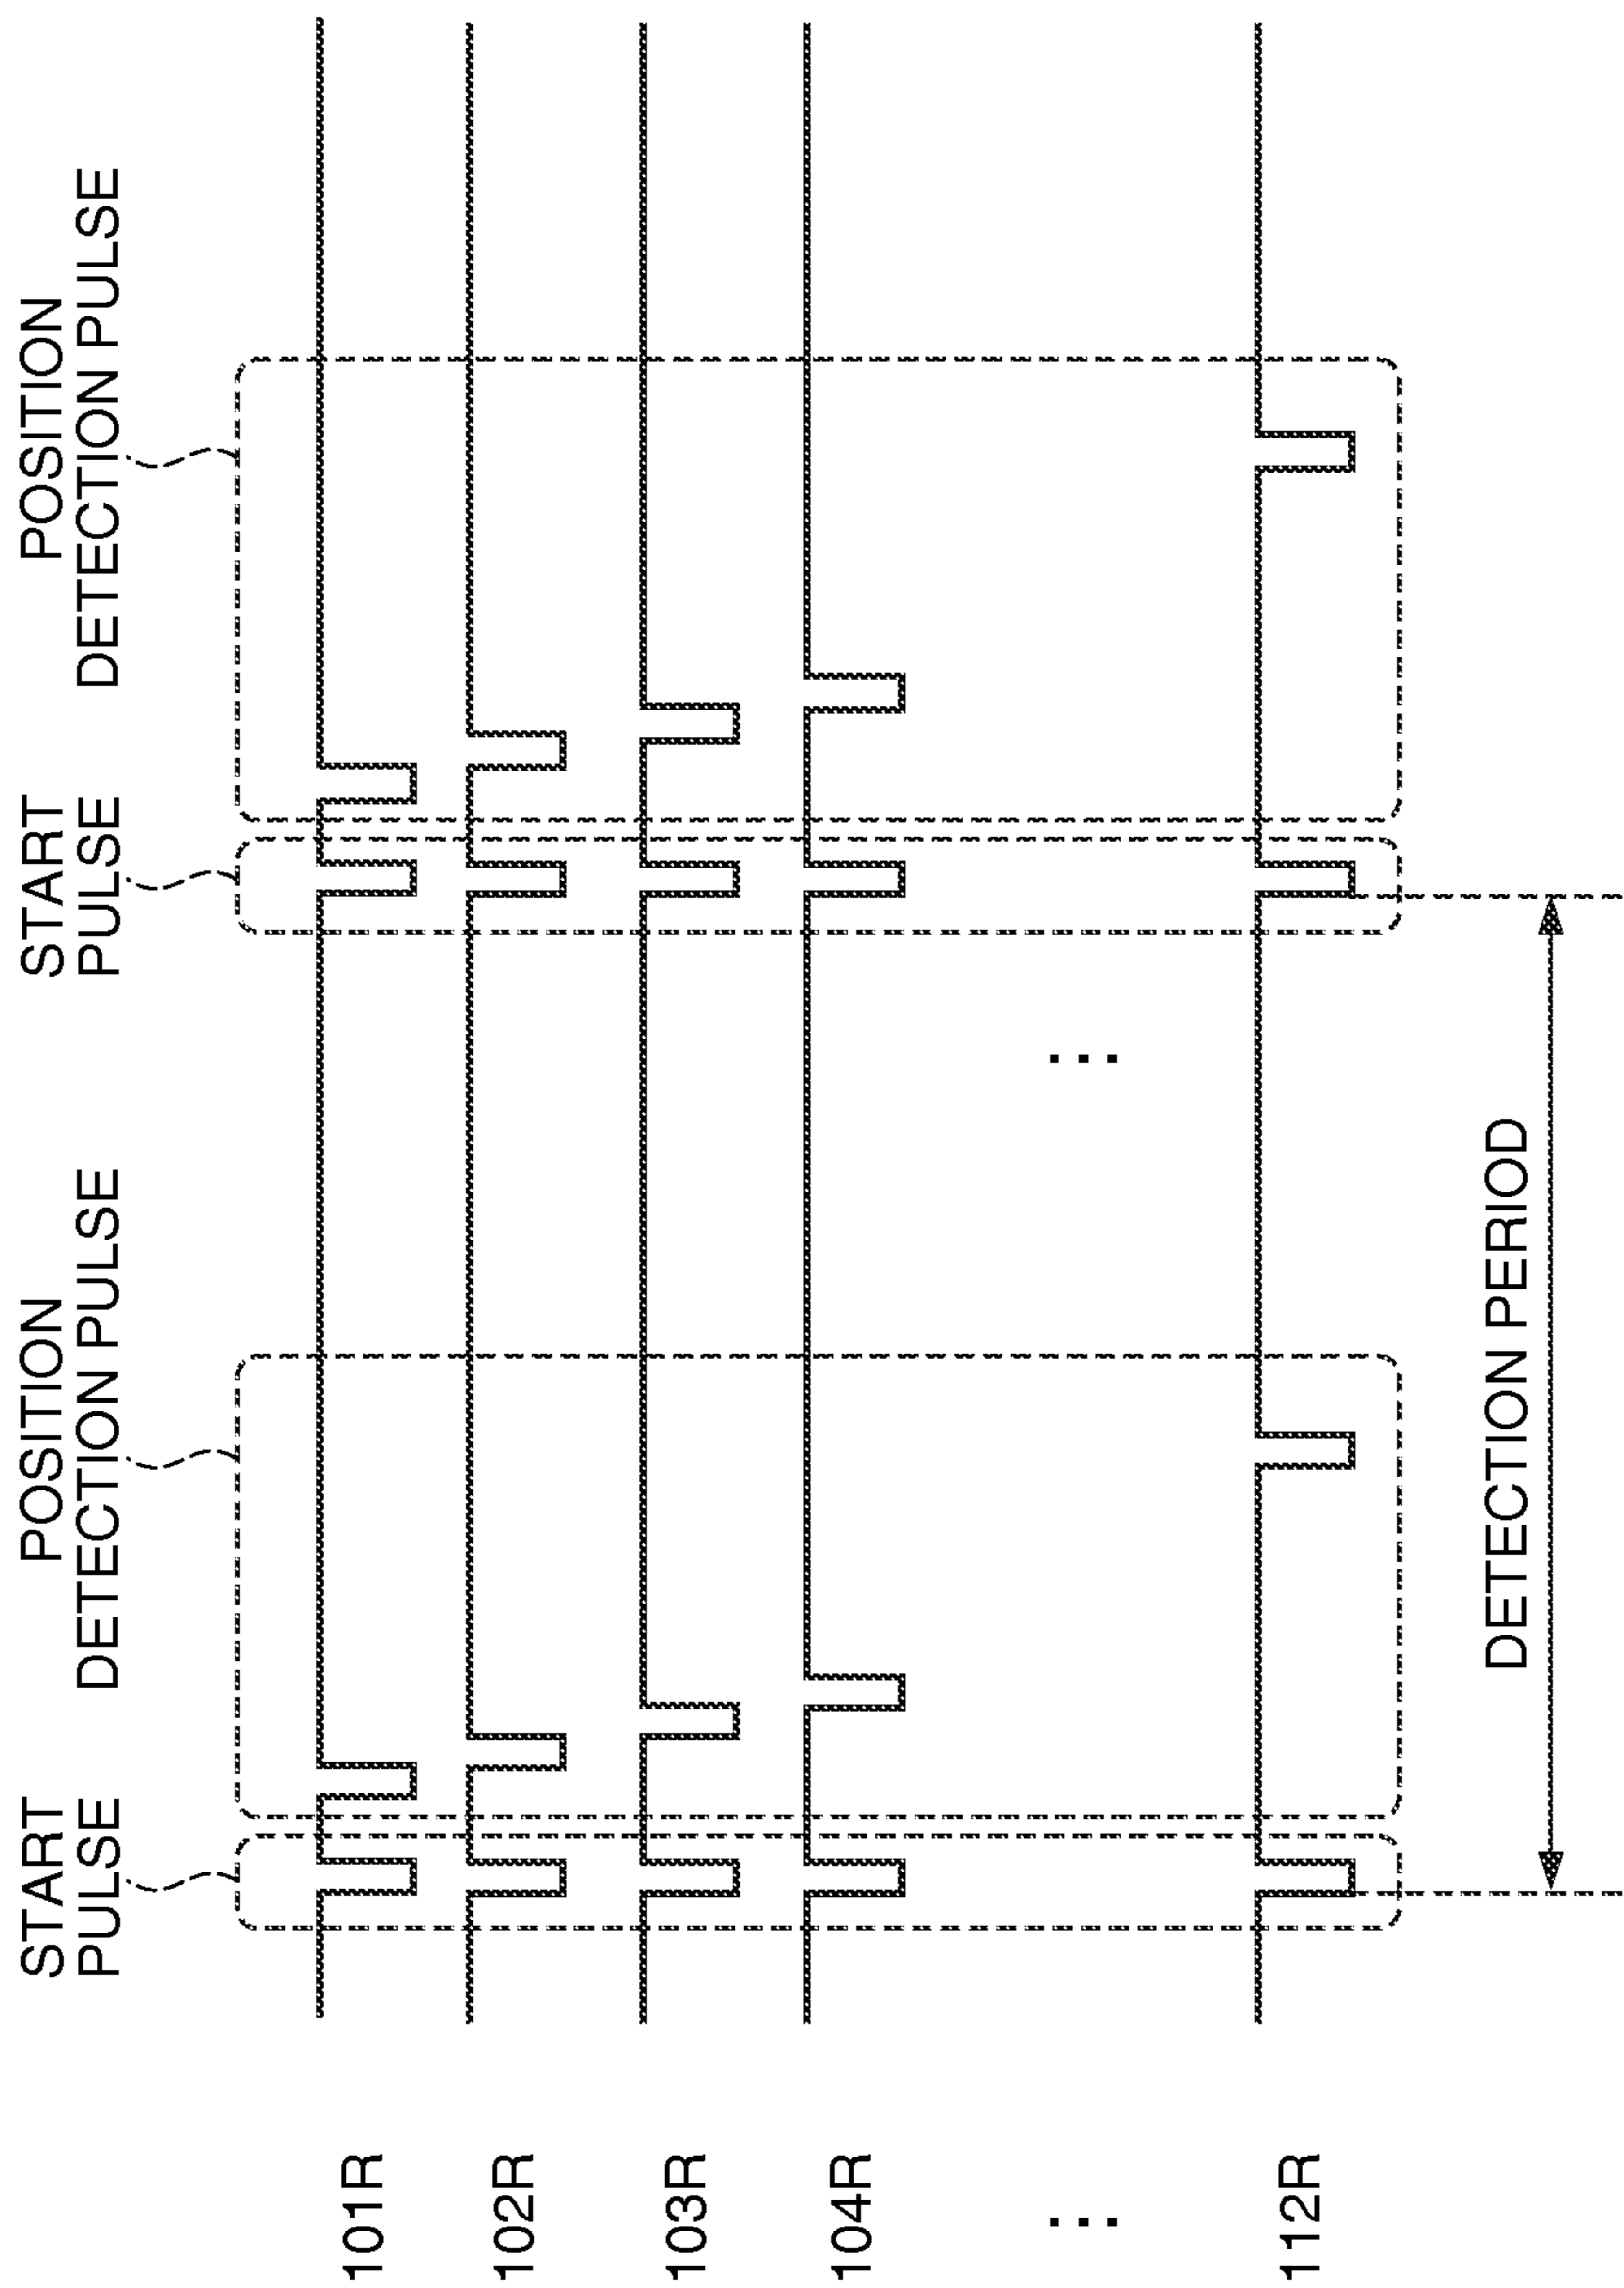 START
PULSE
POSITION
DETECTION PULSE
START
PULSE
POSITION
DETECTION PULSE
101R
102R
103R
104R
...
...
112R
DETECTION PERIOD